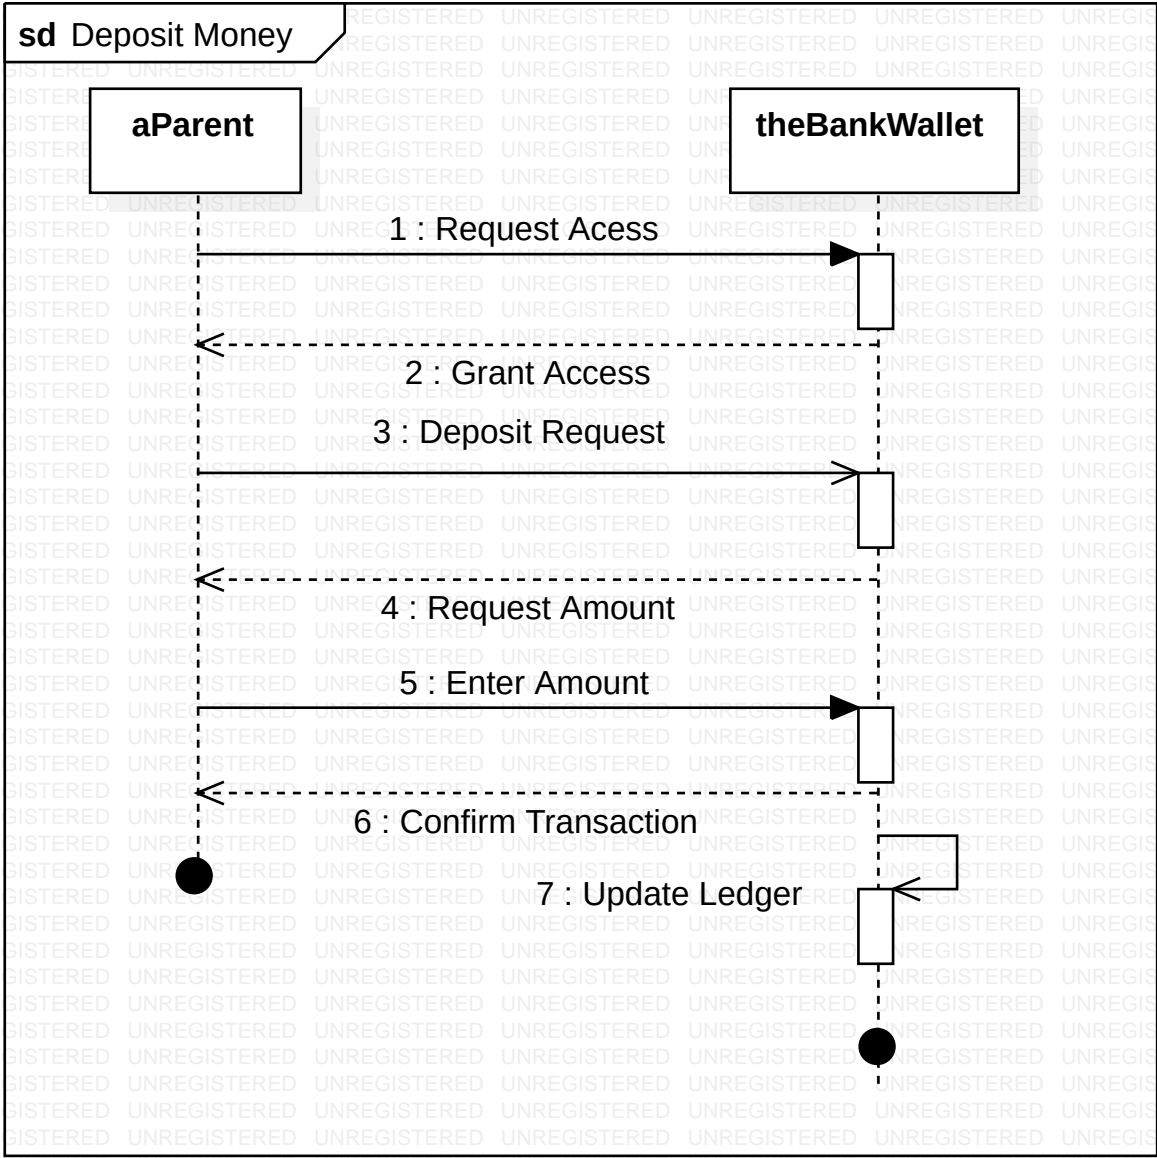 sd Deposit Money
aParent
theBankWallet
1 : Request Acess
2 : Grant Access
3 : Deposit Request
4 : Request Amount
5 : Enter Amount
6 : Confirm Transaction
7 : Update Ledger
UNREGISTERED